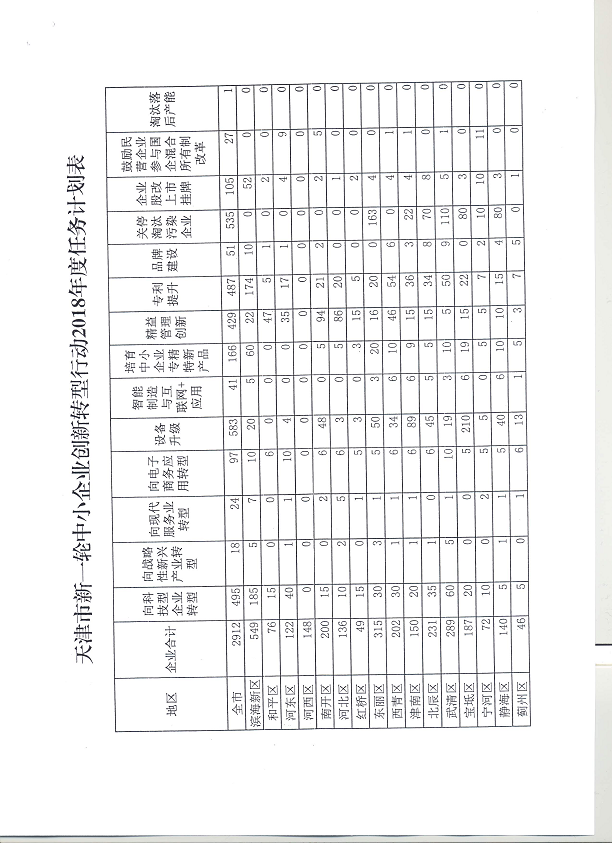 天津市新一轮中小企业创新转型行动2018年度任务计划表
地区 企业合计 向科技型企业转型 向战略性新兴产业转型 向现代服务业转型 向电子商务应用转型 设备升级 智能制造与互联网+应用 培育中小企业专精特新产品 精益管理创新 专利提升 品牌建设 关停淘汰污染企业 企业股改上市挂牌 鼓励民营企业参与国企混合所有制改革 淘汰落后产能
全市 2912 495 18 24 97 583 41 166 429 487 51 535 105 27 1
滨海新区 549 185 5 7 10 20 5 60 22 174 10 0 52 0 0
和平区 76 15 0 0 6 0 0 0 47 5 1 0 2 0 0
河东区 122 40 1 1 10 4 0 0 35 17 1 0 4 9 0
河西区 148 0 0 0 0 0 0 0 0 0 0 0 0 0 0
南开区 200 15 0 2 6 48 0 5 94 21 2 0 2 5 0
河北区 136 10 2 5 6 3 0 5 86 20 0 0 1 0 0
红桥区 49 15 0 1 5 3 0 3 15 5 0 0 2 0 0
东丽区 315 30 3 1 5 50 3 20 16 20 0 163 4 0 0
西青区 202 30 1 1 6 34 6 10 46 54 6 0 4 1 0
津南区 150 20 1 1 6 89 6 9 15 36 3 22 4 1 0
北辰区 231 35 1 0 6 45 5 5 15 34 8 70 8 0 0
武清区 289 60 5 1 10 19 3 10 5 50 9 110 5 1 0
宝坻区 187 20 0 0 5 210 6 19 15 22 0 80 3 0 0
宁河区 72 10 0 2 5 5 0 5 5 7 2 10 10 11 0
静海区 140 5 1 1 5 40 6 10 10 15 4 80 3 0 0
蓟州区 46 5 0 1 6 13 1 5 3 7 5 0 1 0 0